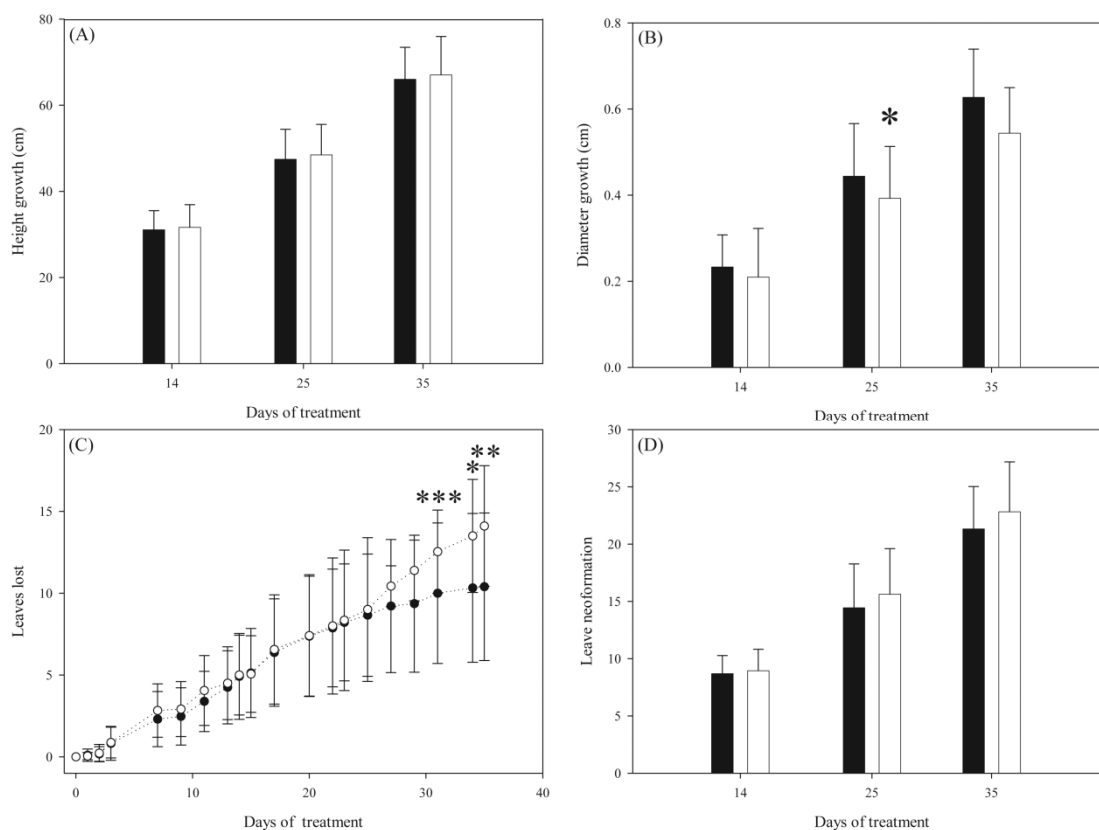 (A)
80
60
40
20
0
Height growth (cm)
14 25 35
Days of treatment
(B)
0.8
0.6
0.4
0.2
0.0
Diameter growth (cm)
*
14 25 35
Days of treatment
(C)
20
15
10
5
0
Leaves lost
***
*
**
0 10 20 30 40
Days of treatment
(D)
30
25
20
15
10
5
0
Leave neoformation
14 25 35
Days of treatment